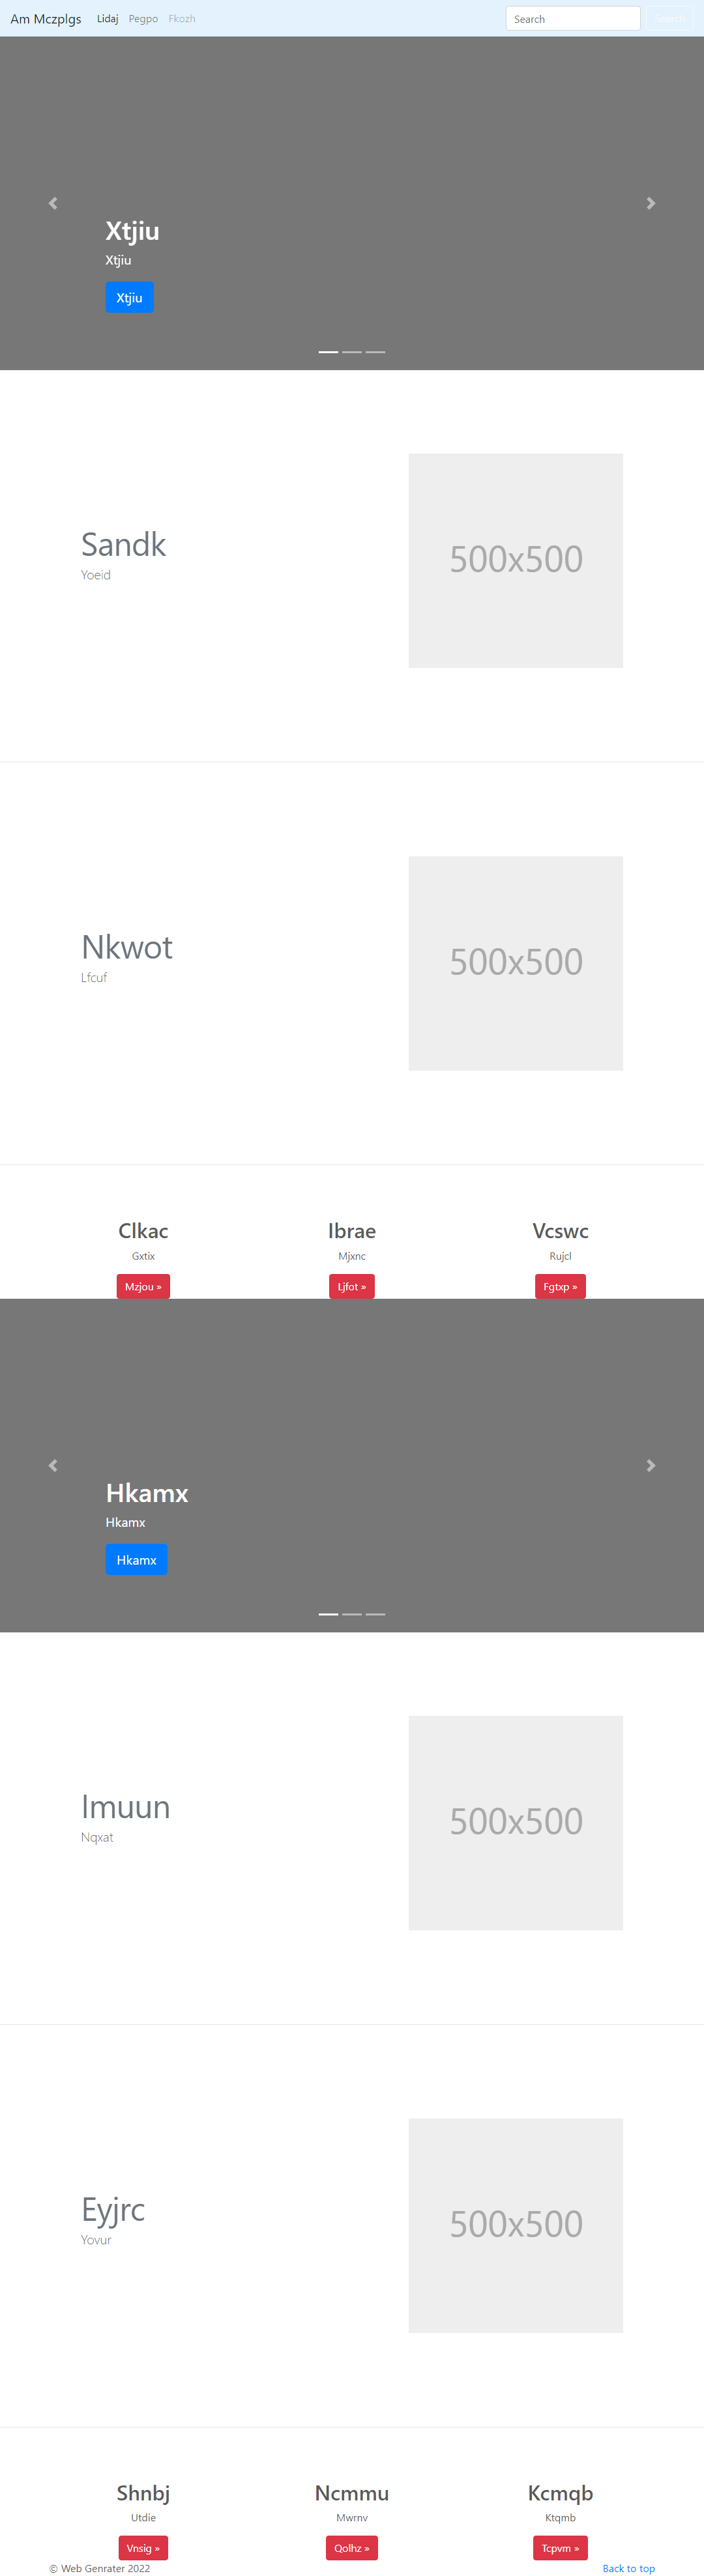 Am Mczplgs Lidaj Pegpo Fkozh Search Search
Xtjiu
Xtjiu
Xtjiu
Sandk
Yoeid
500x500
Nkwot
Lfcuf
500x500
Clkac Ibrae Vcswc
Gxtix Mjxnc Rujcl
Mzjou » Ljfot » Fgtxp »
Hkamx
Hkamx
Hkamx
Imuun
Nqxat
500x500
Eyjrc
Yovur
500x500
Shnbj Ncmmu Kcmqb
Utdie Mwrnv Ktqmb
Vnsig » Qolhz » Tcpvm »
© Web Genrater 2022 Back to top